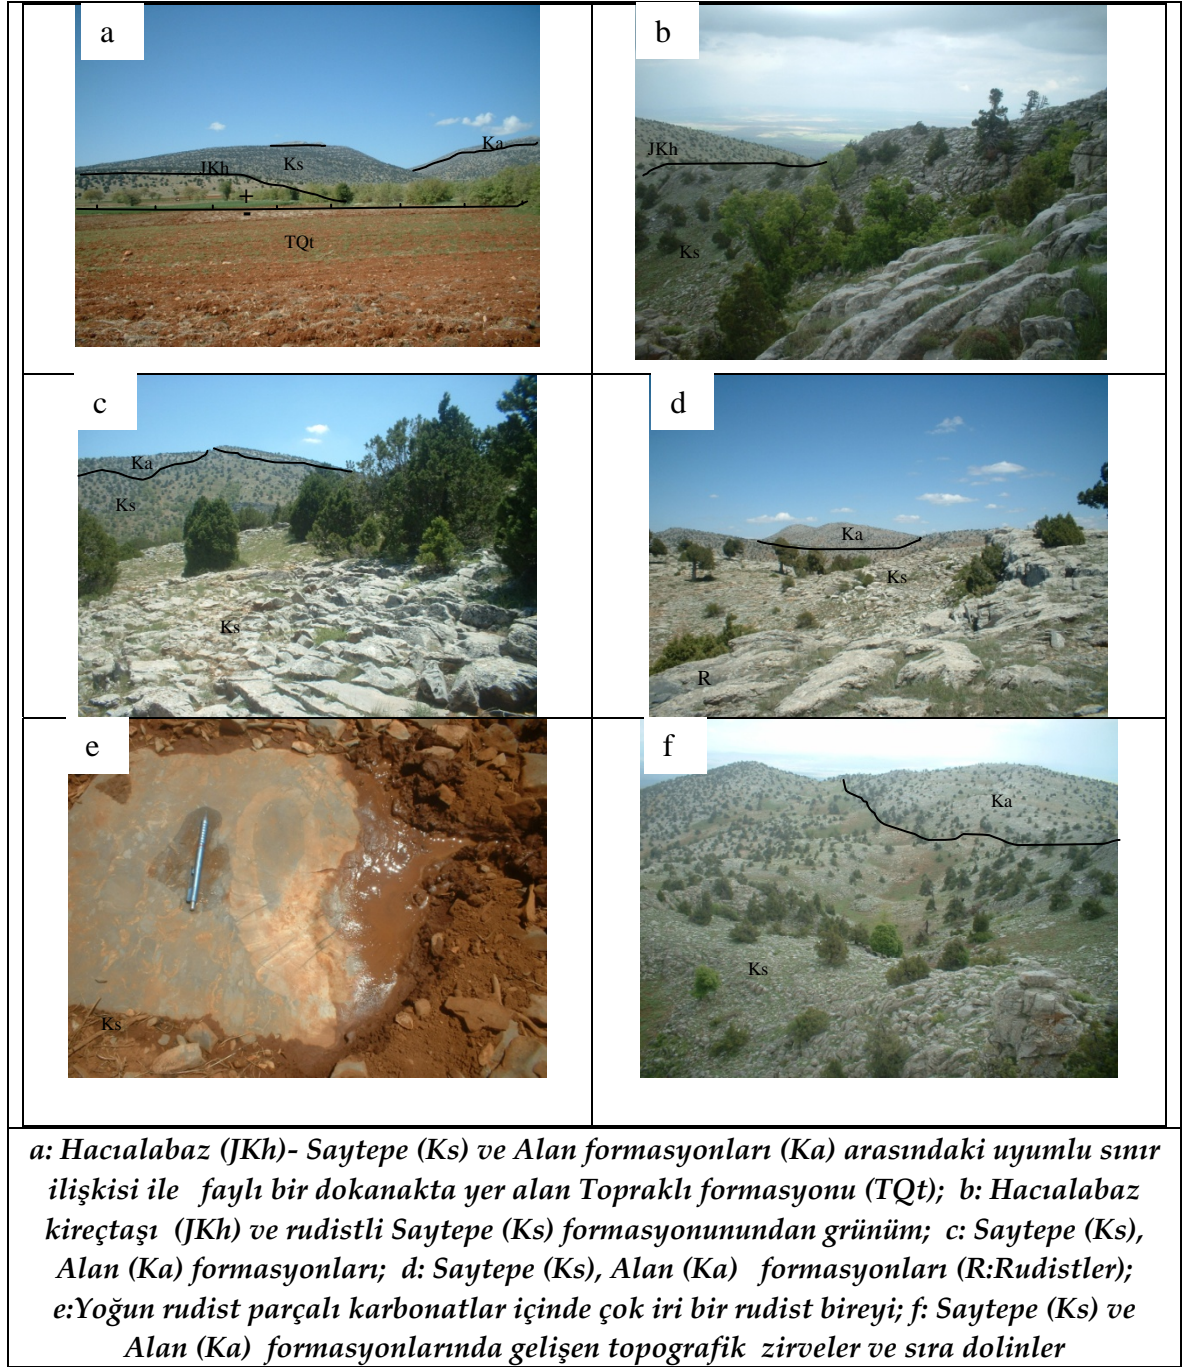 a
b
JKh
Ks
Ka
+
-
TQt
JKh
Ks
c
d
Ka
Ks
Ks
Ka
Ks
R
e
f
Ks
Ka
Ks
a: Hacıalabaz (JKh)- Saytepe (Ks) ve Alan formasyonları (Ka) arasındaki uyumlu sınır
ilişkisi ile faylı bir dokanakta yer alan Topraklı formasyonu (TQt); b: Hacıalabaz
kireçtaşı (JKh) ve rudistli Saytepe (Ks) formasyonunundan grünüm; c: Saytepe (Ks),
Alan (Ka) formasyonları; d: Saytepe (Ks), Alan (Ka) formasyonları (R:Rudistler);
e:Yoğun rudist parçalı karbonatlar içinde çok iri bir rudist bireyi; f: Saytepe (Ks) ve
Alan (Ka) formasyonlarında gelişen topografik zirveler ve sıra dolinler